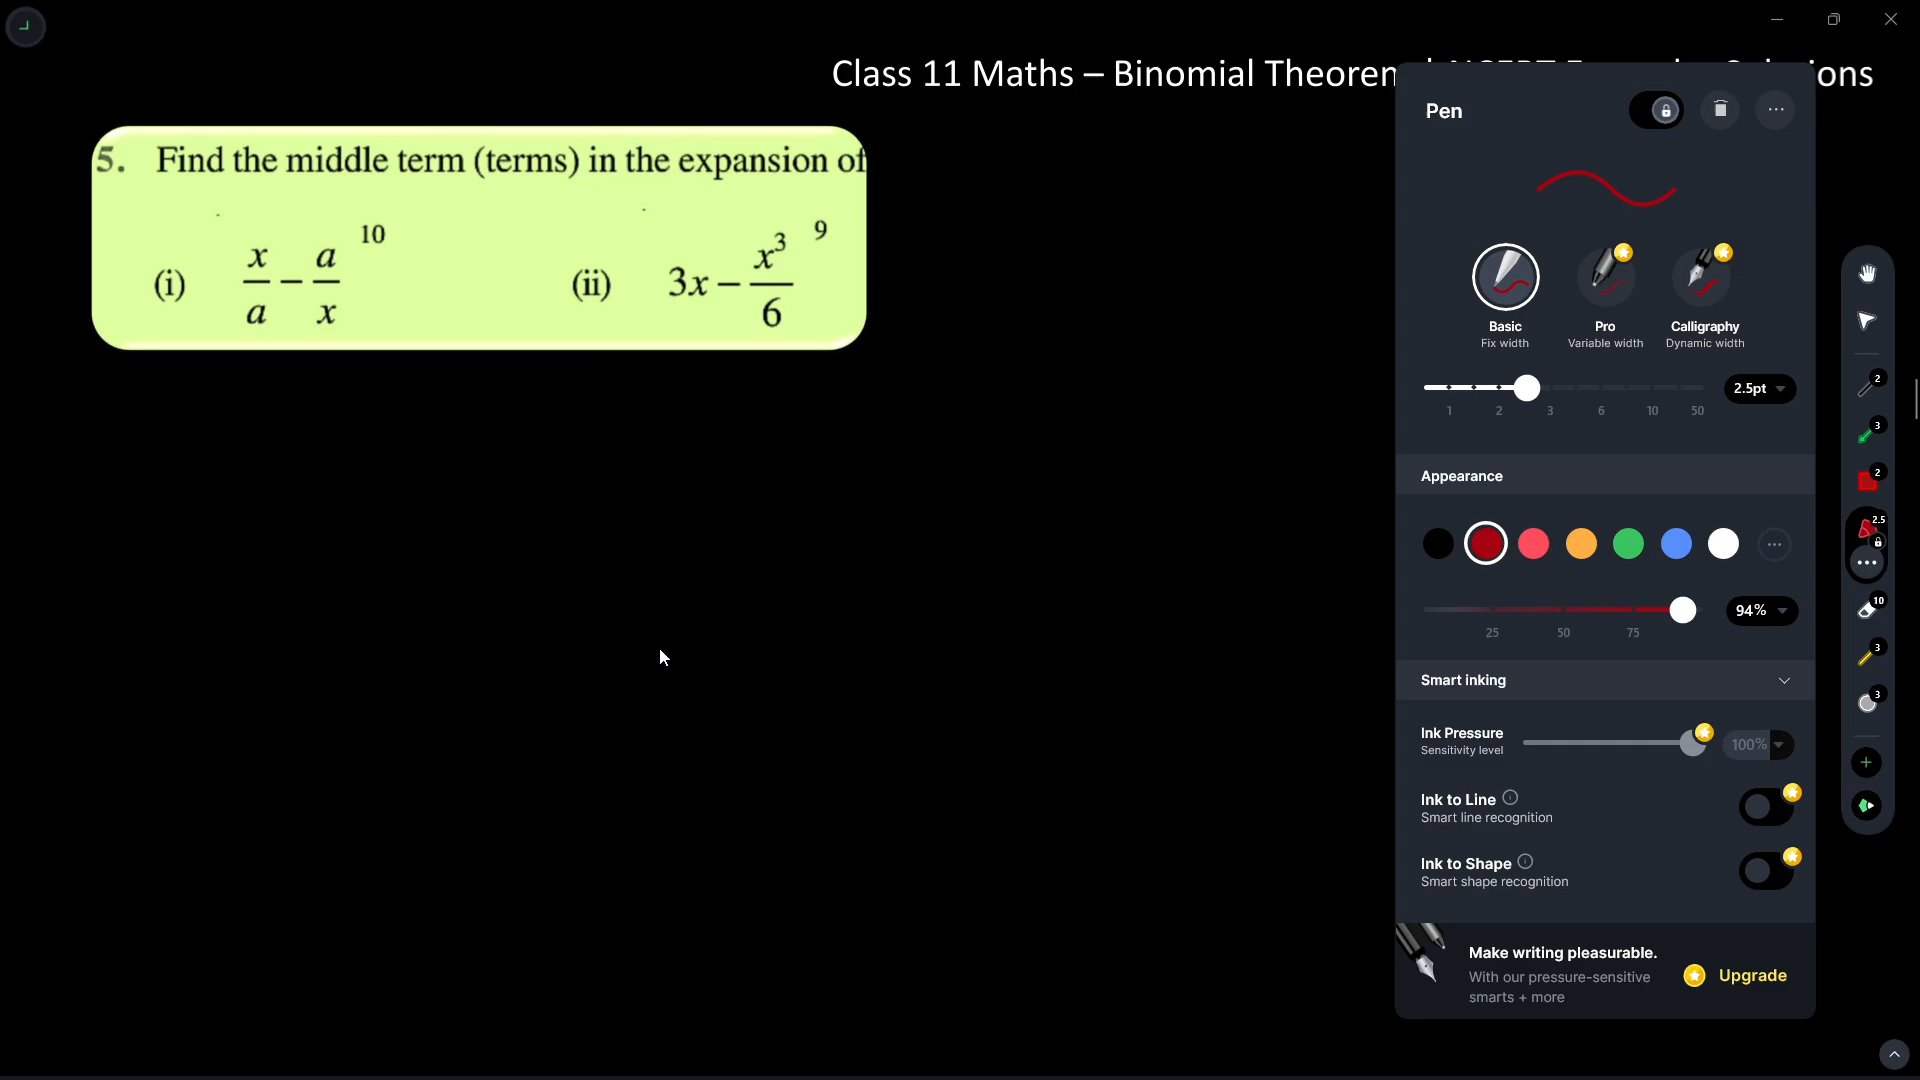 Class 11 Maths – Binomial Theorem
ons
5. Find the middle term (terms) in the expansion of
(i) x/a − a/x 10 (ii) 3x − x³/6 9
Pen
Basic Pro Calligraphy
Fix width Variable width Dynamic width
2.5pt
1 2 3 6 10 50
Appearance
94%
25 50 75
Smart inking
Ink Pressure
Sensitivity level
100%
Ink to Line
Smart line recognition
Ink to Shape
Smart shape recognition
Make writing pleasurable.
With our pressure-sensitive
smarts + more
Upgrade
2
3
2
2.5
10
3
3